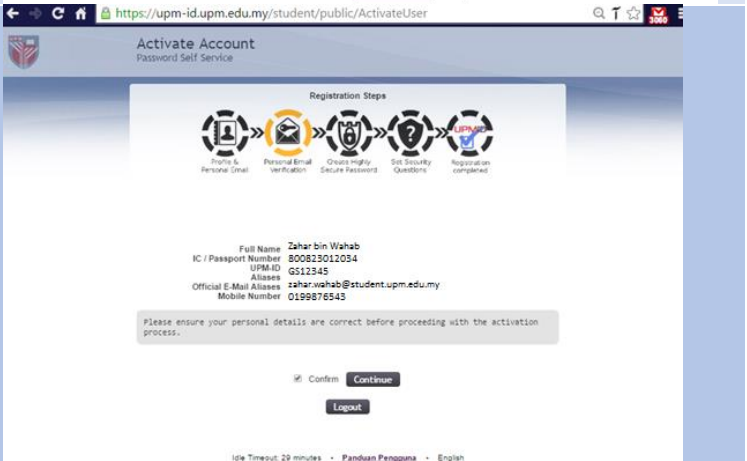 https://upm-id.upm.edu.my/student/public/ActivateUser
3060
Activate Account
Password Self Service
Registration Steps
UPMID
Profile & Personal Email
Personal Email Verification
Create Highly Secure Password
Set Security Questions
Registration completed
Full Name Zahar bin Wahab
IC / Passport Number 800823012034
UPM-ID GS12345
Aliases
Official E-Mail Aliases zahar.wahab@student.upm.edu.my
Mobile Number 0199876543
Please ensure your personal details are correct before proceeding with the activation
process.
Confirm Continue
Logout
Idle Timeout: 29 minutes • Panduan Pengguna • English